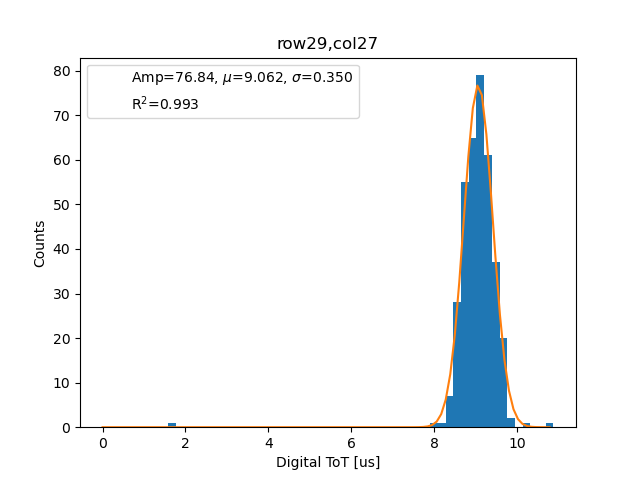 row29,col27
Amp=76.84, μ=9.062, σ=0.350
R²=0.993
80
70
60
50
40
30
20
10
0
Counts
0 2 4 6 8 10
Digital ToT [us]